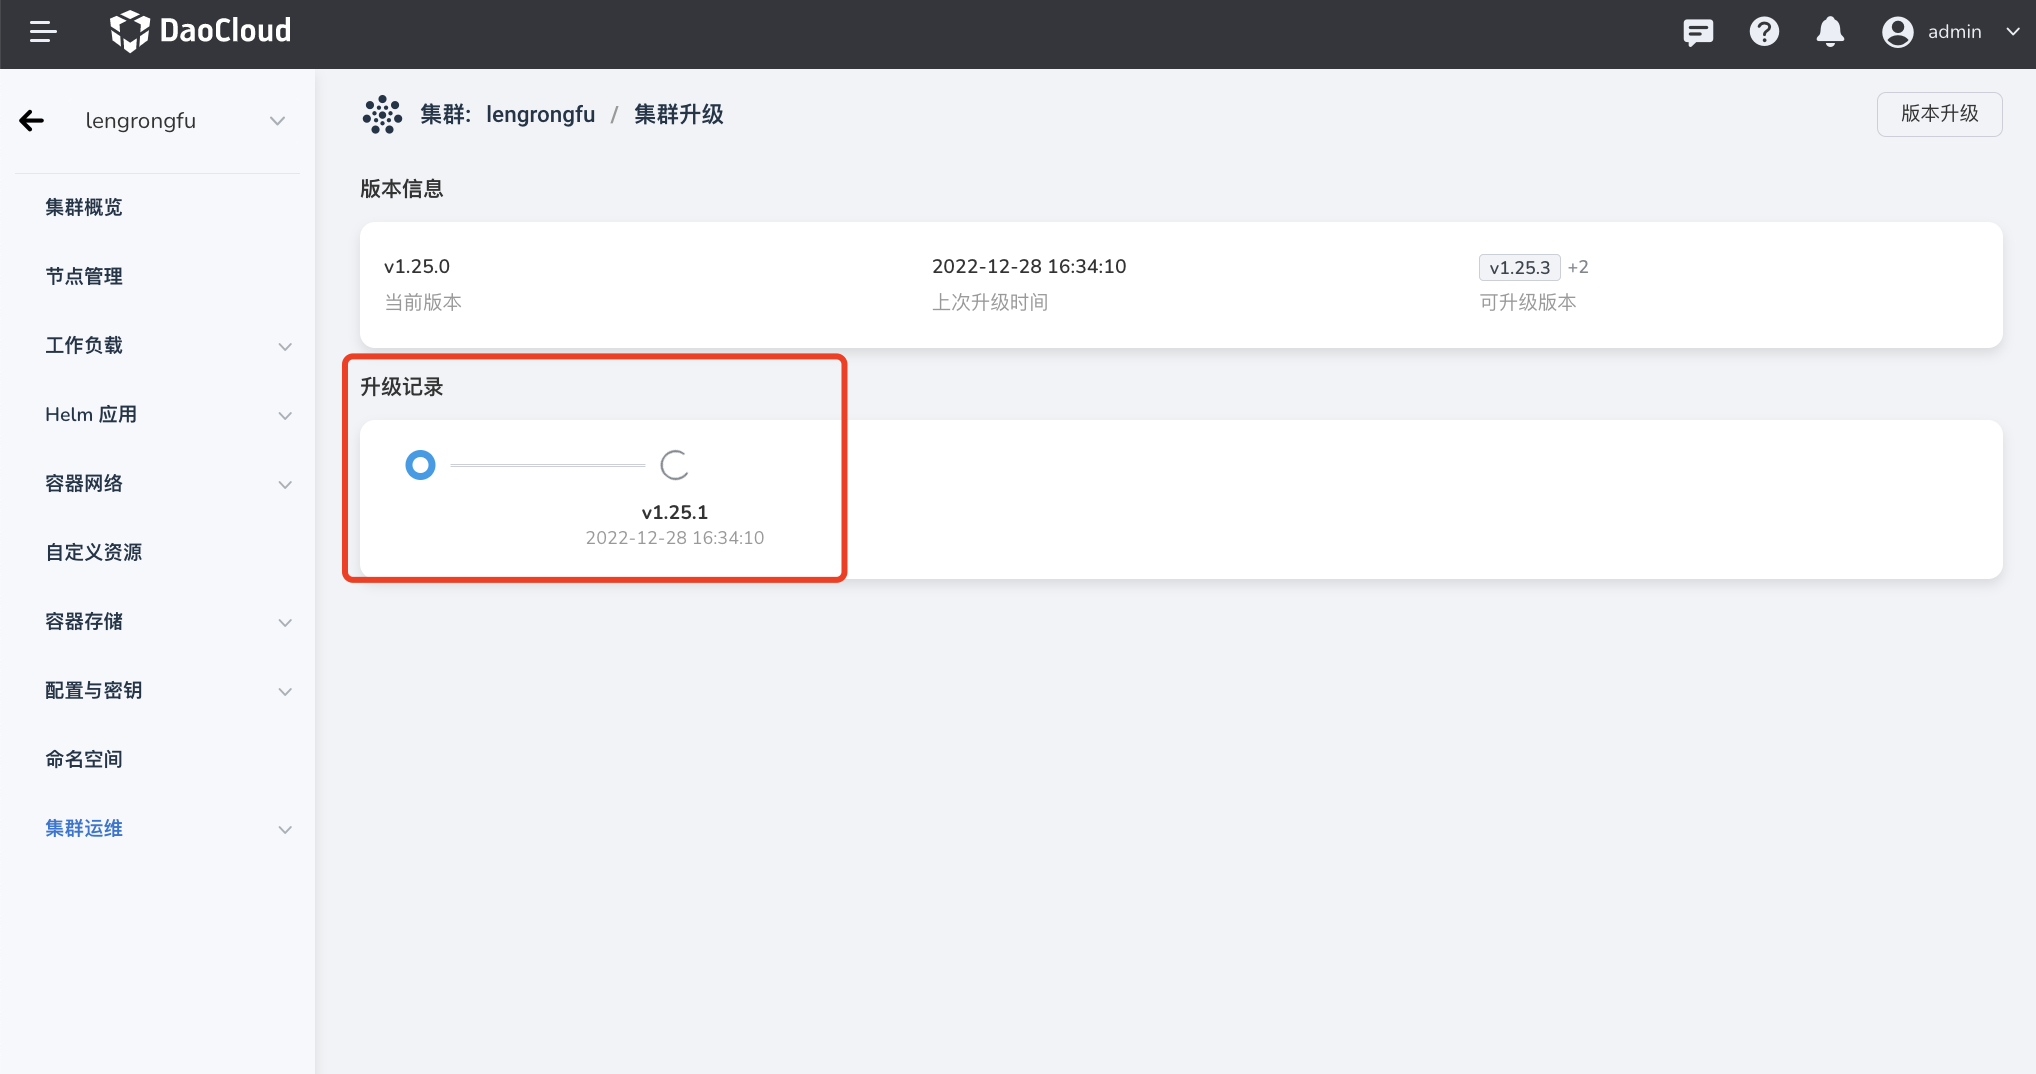 DaoCloud
admin
lengrongfu
集群: lengrongfu / 集群升级
版本升级
集群概览
节点管理
工作负载
Helm 应用
容器网络
自定义资源
容器存储
配置与密钥
命名空间
集群运维
版本信息
v1.25.0
当前版本
2022-12-28 16:34:10
上次升级时间
v1.25.3 +2
可升级版本
升级记录
v1.25.1
2022-12-28 16:34:10